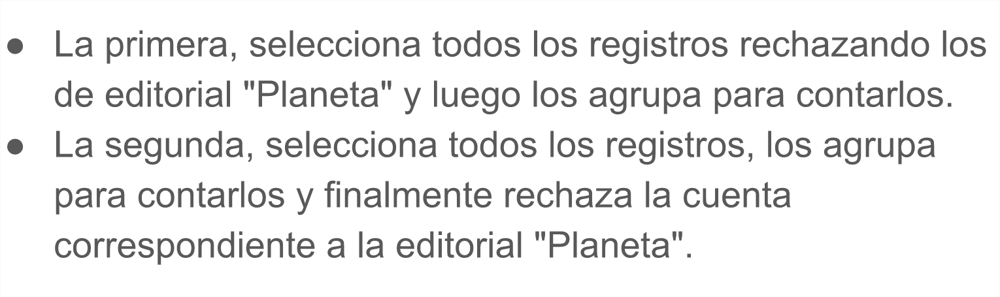 ● La primera, selecciona todos los registros rechazando los
de editorial "Planeta" y luego los agrupa para contarlos.
● La segunda, selecciona todos los registros, los agrupa
para contarlos y finalmente rechaza la cuenta
correspondiente a la editorial "Planeta".